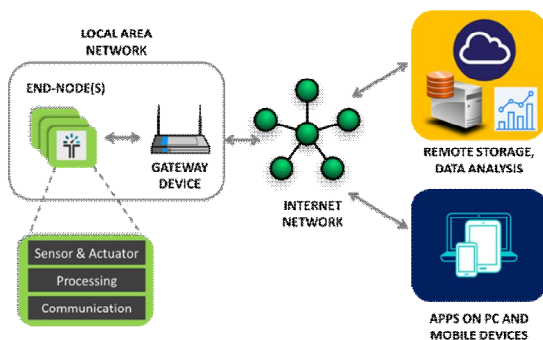 LOCAL AREA
NETWORK
END-NODE(S)
GATEWAY
DEVICE
INTERNET
NETWORK
REMOTE STORAGE,
DATA ANALYSIS
Sensor & Actuator
Processing
Communication
APPS ON PC AND
MOBILE DEVICES